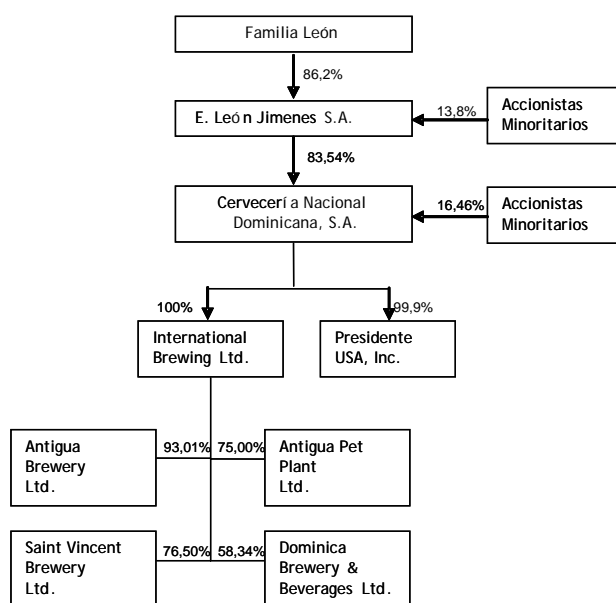 Familia León
86,2%
E. León Jimenes S.A.
13,8%
Accionistas
Minoritarios
83,54%
Cervecería Nacional
Dominicana, S.A.
16,46%
Accionistas
Minoritarios
100%
99,9%
International
Brewing Ltd.
Presidente
USA, Inc.
Antigua
Brewery
Ltd.
93,01%
75,00%
Antigua Pet
Plant
Ltd.
Saint Vincent
Brewery
Ltd.
76,50%
58,34%
Dominica
Brewery &
Beverages Ltd.